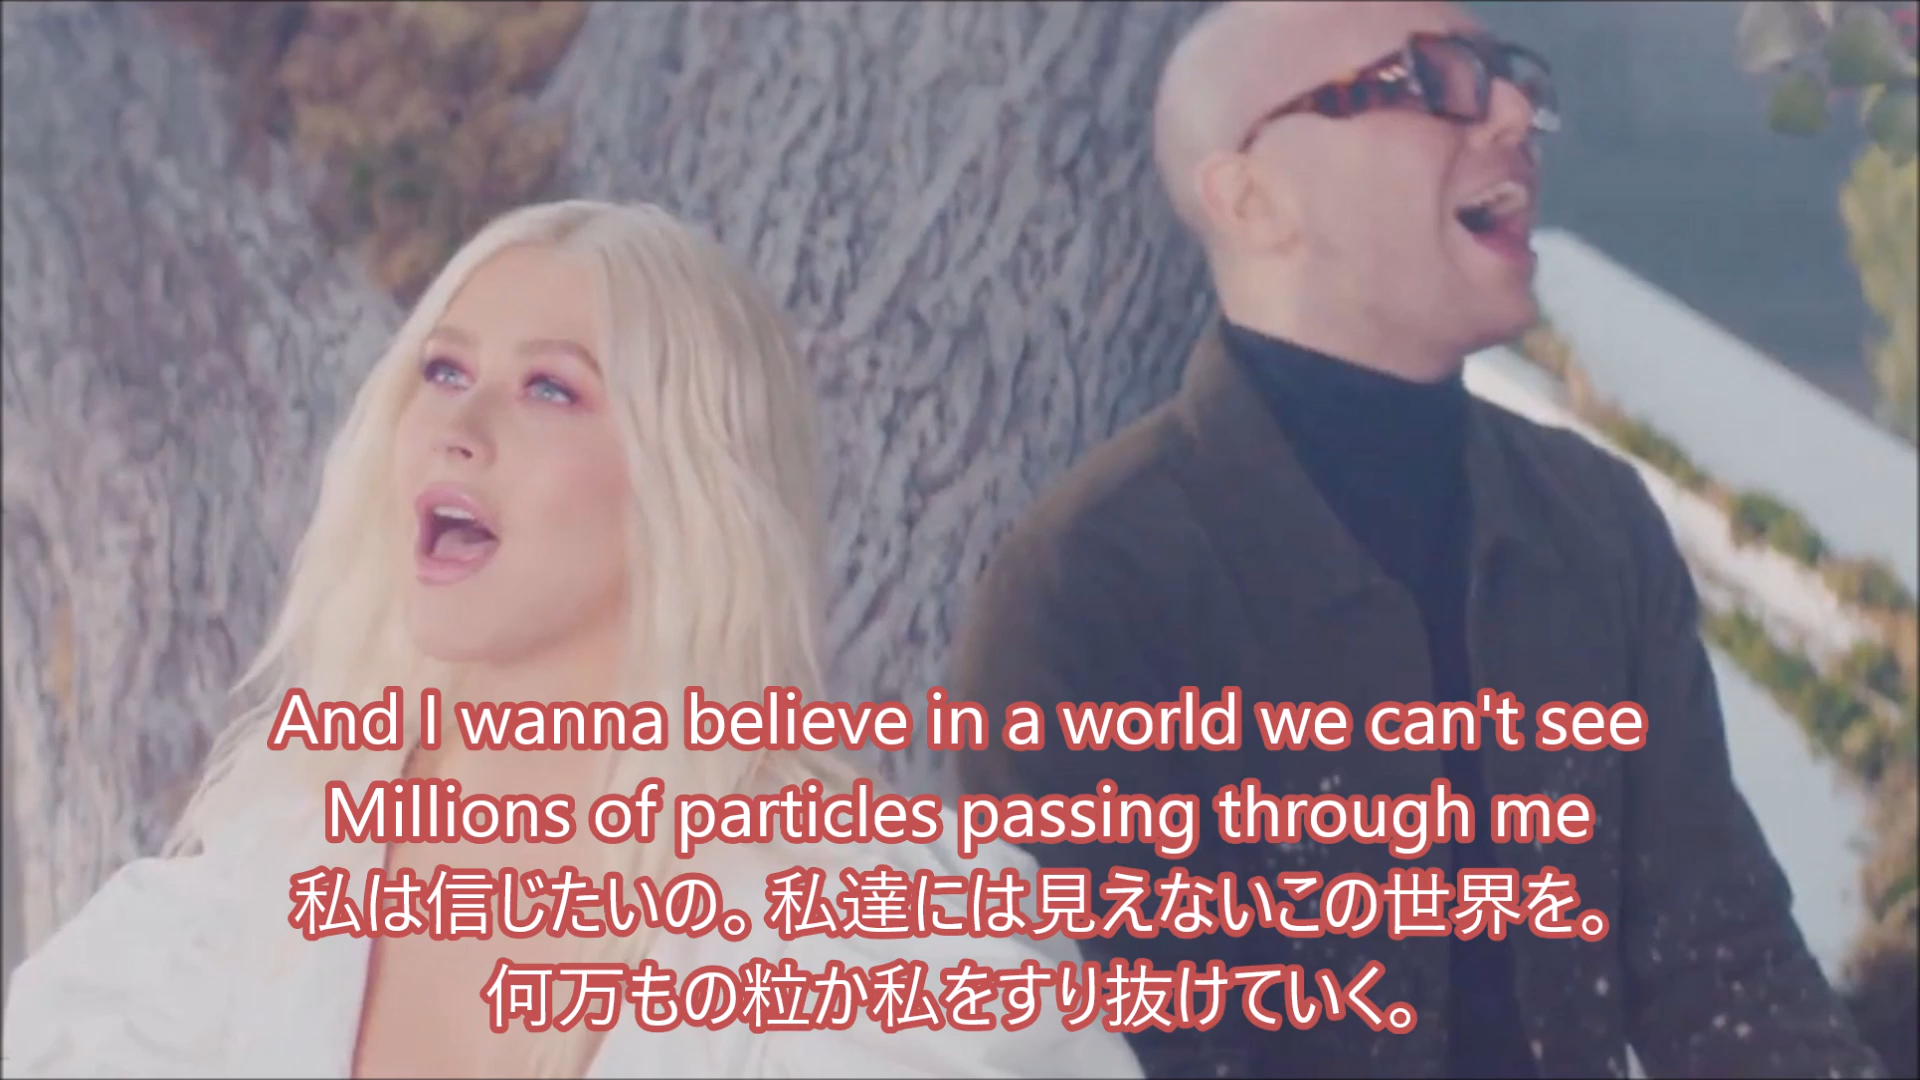 And I wanna believe in a world we can't see
Millions of particles passing through me
私は信じたいの。私達には見えないこの世界を。
何万もの粒か私をすり抜けていく。